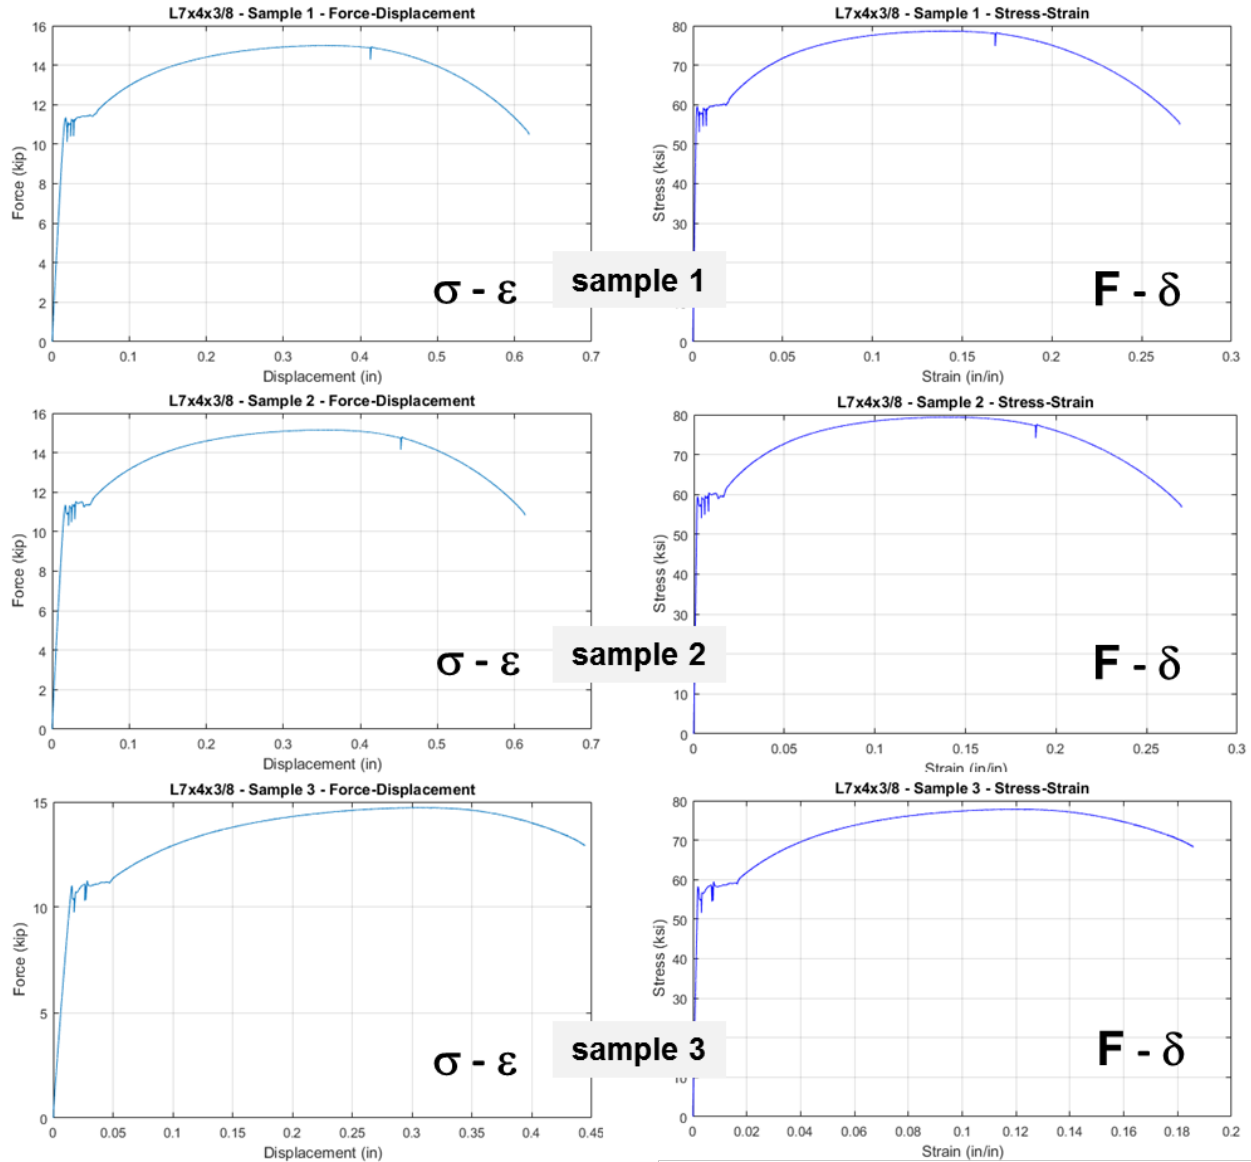 L7x4x3/8 - Sample 1 - Force-Displacement
16
14
12
10
8
6
4
2
0
Force (kip)
0 0.1 0.2 0.3 0.4 0.5 0.6 0.7
Displacement (in)
σ - ε
sample 1
L7x4x3/8 - Sample 1 - Stress-Strain
80
70
60
50
40
30
0
Stress (ksi)
0 0.05 0.1 0.15 0.2 0.25 0.3
Strain (in/in)
F - δ
L7x4x3/8 - Sample 2 - Force-Displacement
16
14
12
10
8
6
4
2
0
Force (kip)
0 0.1 0.2 0.3 0.4 0.5 0.6 0.7
Displacement (in)
σ - ε
sample 2
L7x4x3/8 - Sample 2 - Stress-Strain
80
70
60
50
40
30
10
0
Stress (ksi)
0 0.05 0.1 0.15 0.2 0.25 0.3
Strain (in/in)
F - δ
L7x4x3/8 - Sample 3 - Force-Displacement
15
10
5
0
Force (kip)
0 0.05 0.1 0.15 0.2 0.25 0.3 0.35 0.4 0.45
Displacement (in)
σ - ε
sample 3
L7x4x3/8 - Sample 3 - Stress-Strain
80
70
60
50
40
30
10
0
Stress (ksi)
0 0.02 0.04 0.06 0.08 0.1 0.12 0.14 0.16 0.18 0.2
Strain (in/in)
F - δ